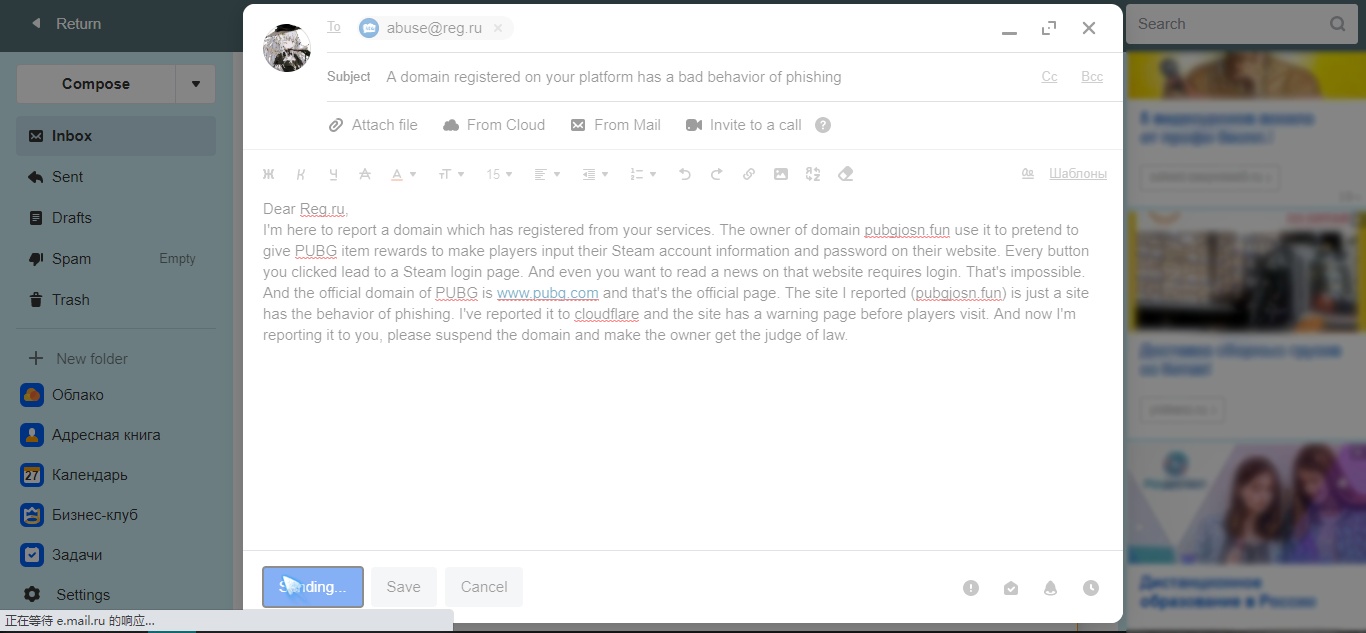 Return
Compose
Inbox
Sent
Drafts
Spam
Empty
Trash
New folder
Облако
Адресная книга
27
Календарь
Бизнес-клуб
Задачи
Settings
正在等待 e.mail.ru 的响应...
To
abuse@reg.ru
Subject A domain registered on your platform has a bad behavior of phishing
Cc Bcc
Attach file From Cloud From Mail Invite to a call ?
Ж К Ч A A тТ 15
Шаблоны
Dear Reg.ru,
I'm here to report a domain which has registered from your services. The owner of domain pubgjosn.fun use it to pretend to
give PUBG item rewards to make players input their Steam account information and password on their website. Every button
you clicked lead to a Steam login page. And even you want to read a news on that website requires login. That's impossible.
And the official domain of PUBG is www.pubg.com and that's the official page. The site I reported (pubgjosn.fun) is just a site
has the behavior of phishing. I've reported it to cloudflare and the site has a warning page before players visit. And now I'm
reporting it to you, please suspend the domain and make the owner get the judge of law.
Save
Cancel
Search
Доставка сборных грузов
из Китая!
Дистанционное
образование в России